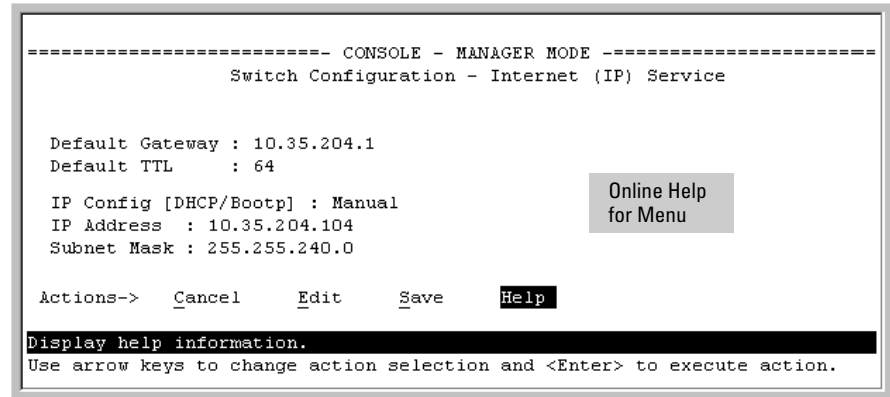 ==========================- CONSOLE - MANAGER MODE -========================
Switch Configuration - Internet (IP) Service
Default Gateway : 10.35.204.1
Default TTL : 64
IP Config [DHCP/Bootp] : Manual
IP Address : 10.35.204.104
Subnet Mask : 255.255.240.0
Online Help
for Menu
Actions-> Cancel Edit Save Help
Display help information.
Use arrow keys to change action selection and <Enter> to execute action.